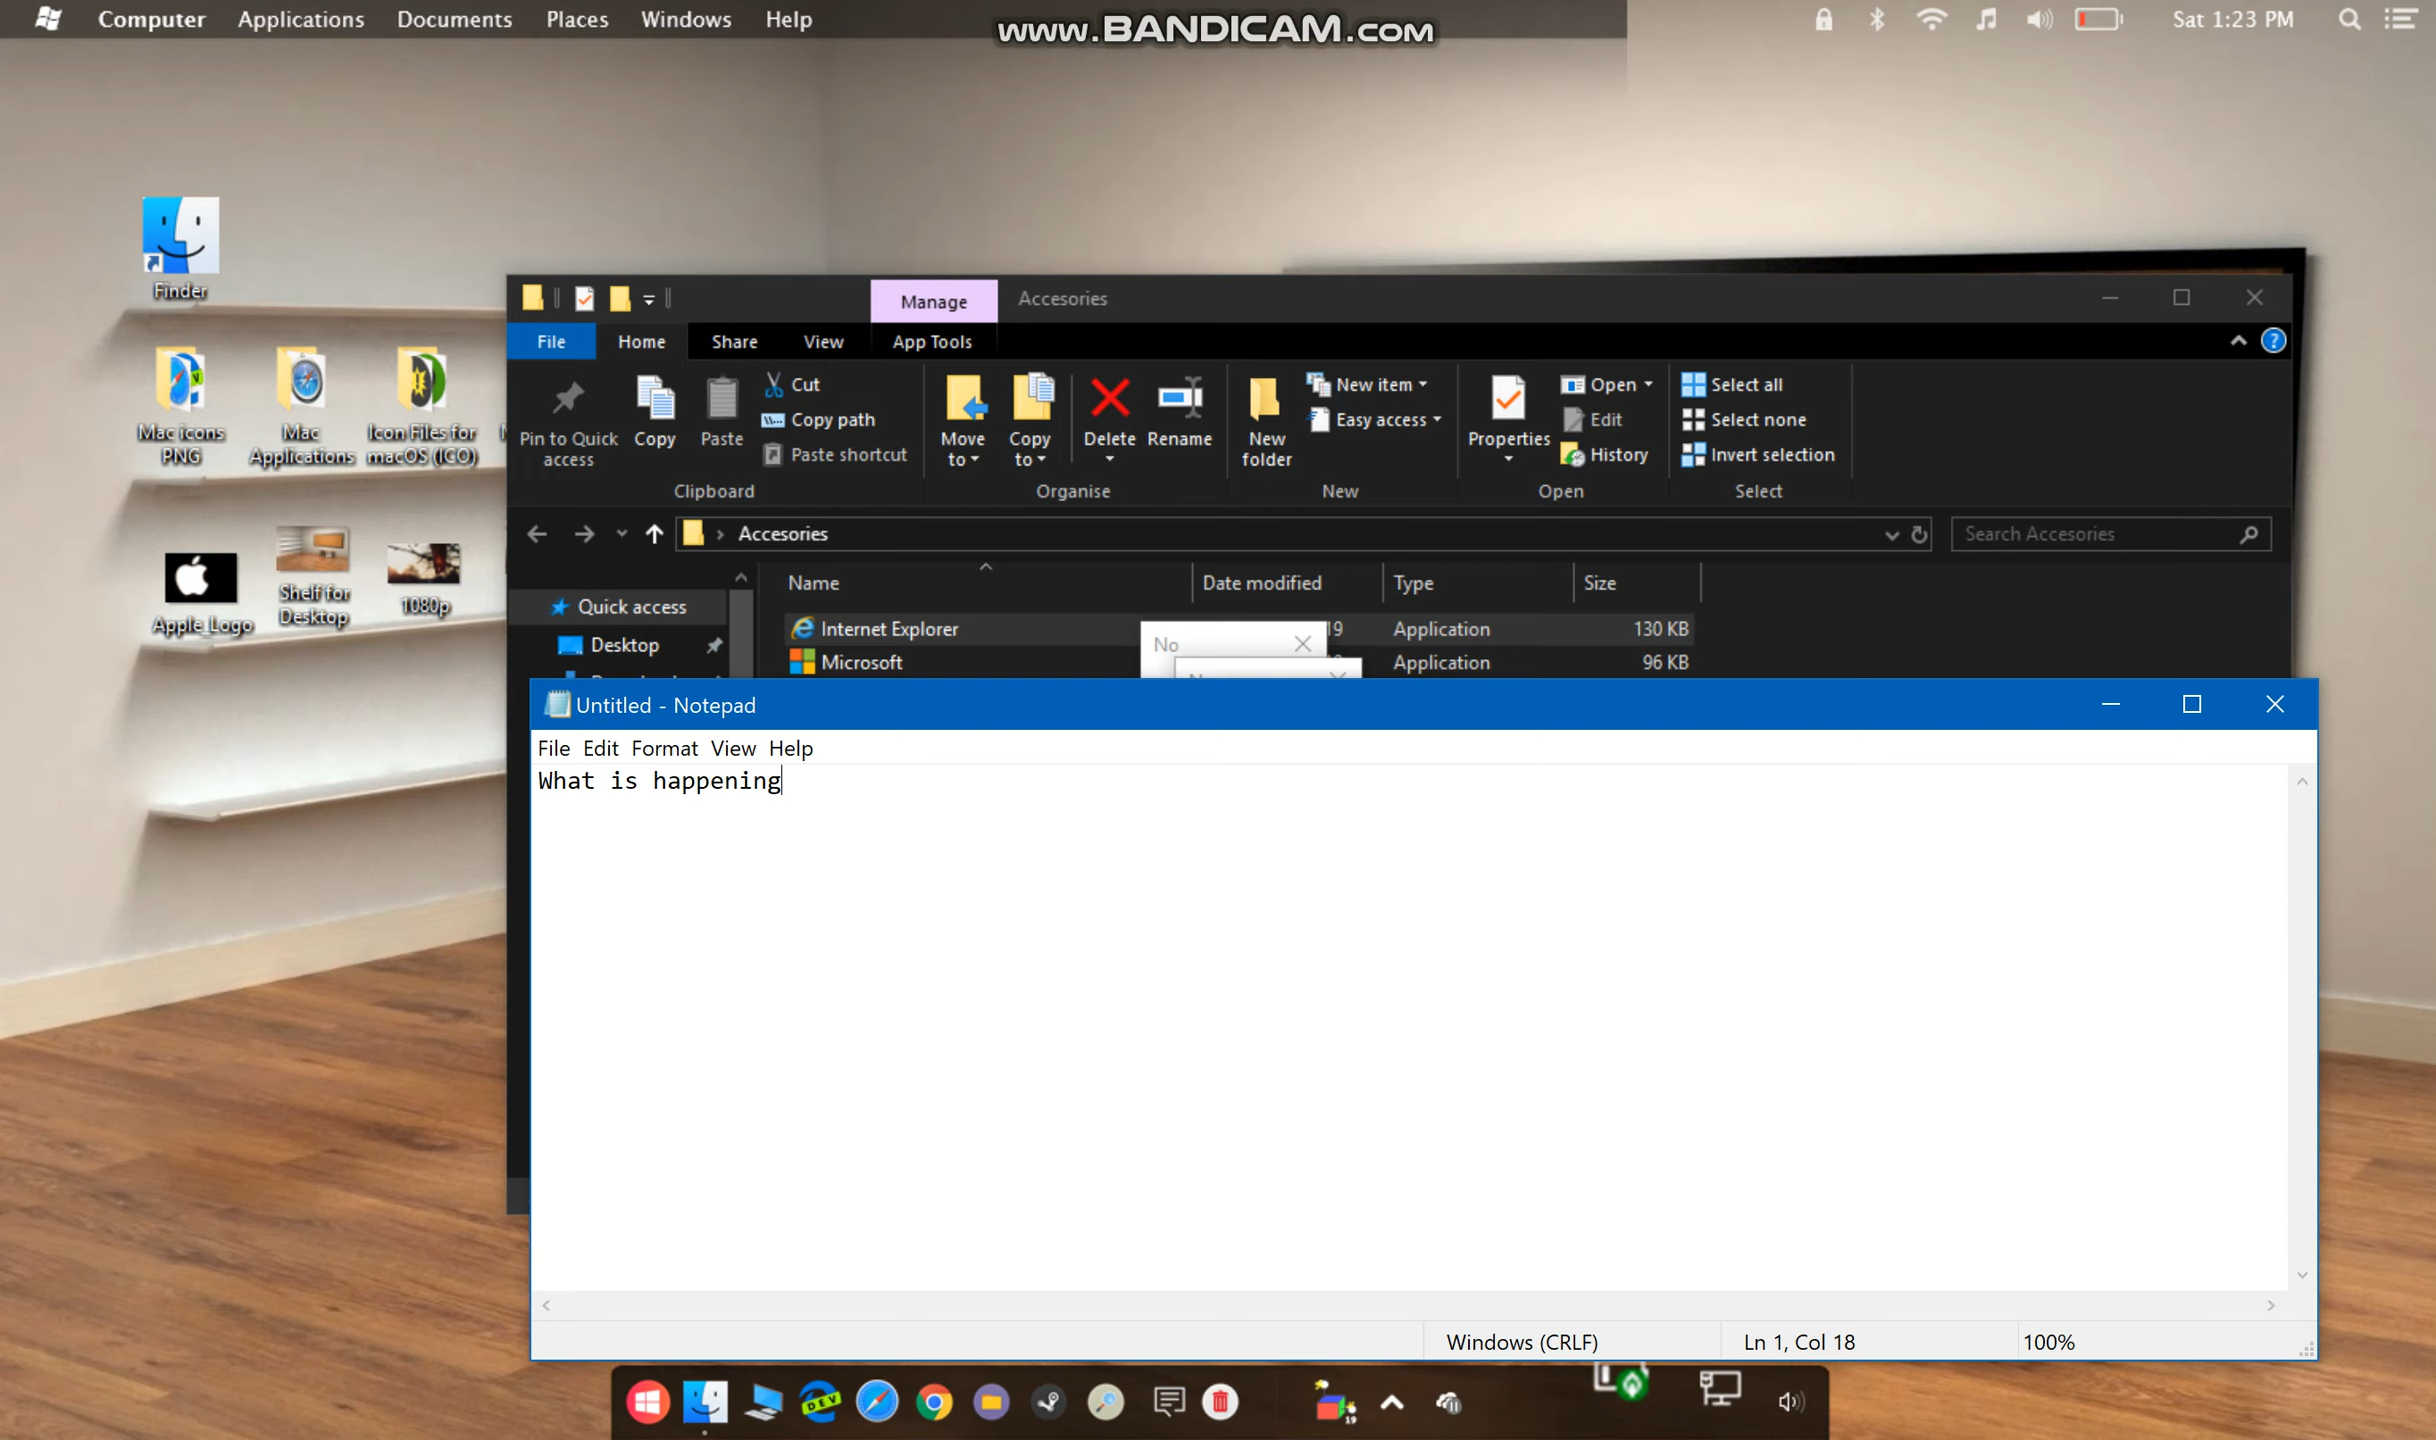 Computer Applications Documents Places Windows Help
www.BANDICAM.com
Sat 1:23 PM
Finder
Mac icons
PNG
Mac
Applications
Icon Files for
macOS (ICO)
Apple_Logo
Shelf for
Desktop
1080p
Manage Accesories
File Home Share View App Tools
Pin to Quick
access
Copy
Paste
Cut
Copy path
Paste shortcut
Clipboard
Move
to
Copy
to
Delete
Rename
Organise
New
folder
New item
Easy access
New
Properties
Open
Edit
History
Open
Select all
Select none
Invert selection
Select
Accesories
Search Accesories
Name Date modified Type Size
Quick access
Desktop
Internet Explorer 19 Application 130 KB
Microsoft Application 96 KB
No
Untitled - Notepad
File Edit Format View Help
What is happening
Windows (CRLF) Ln 1, Col 18 100%
DEV
19